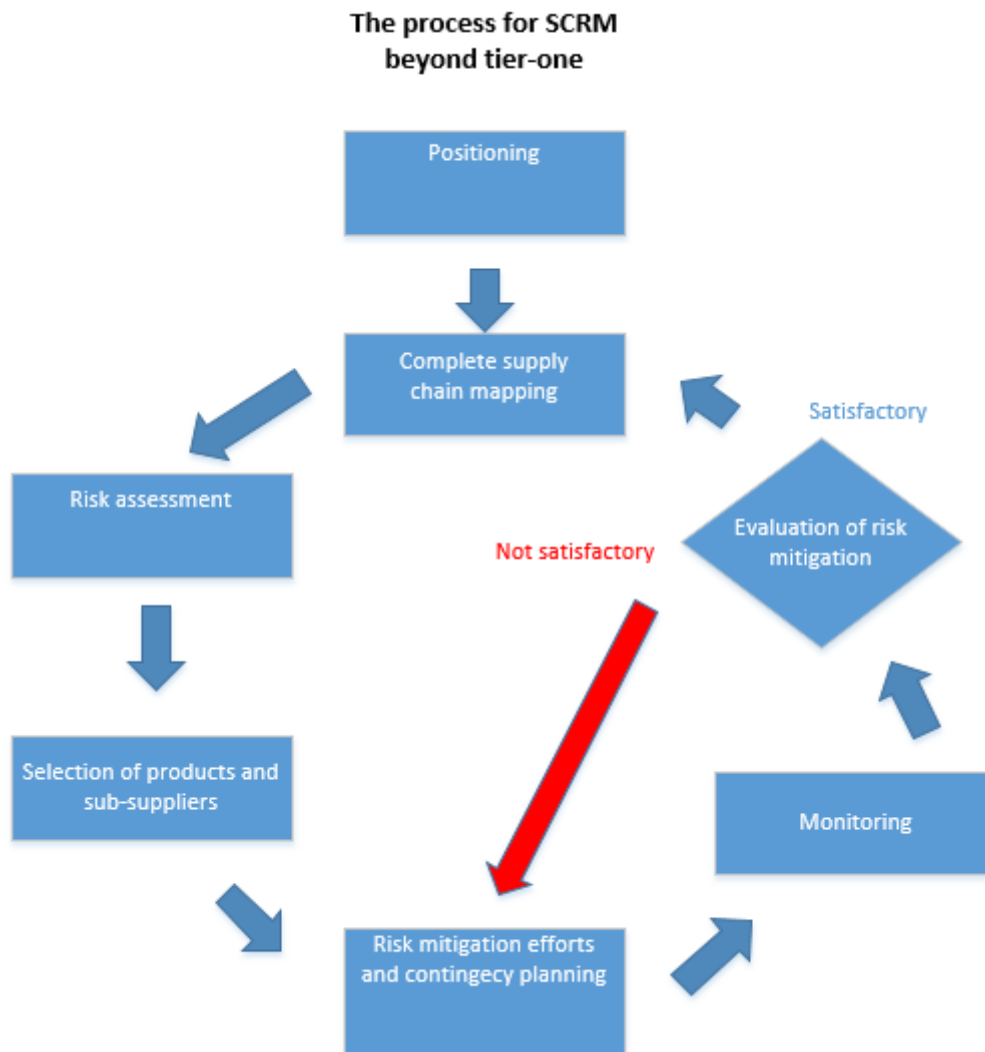 The process for SCRM
beyond tier-one
Positioning
Complete supply
chain mapping
Satisfactory
Risk assessment
Evaluation of risk
mitigation
Not satisfactory
Selection of products and
sub-suppliers
Monitoring
Risk mitigation efforts
and contingecy planning